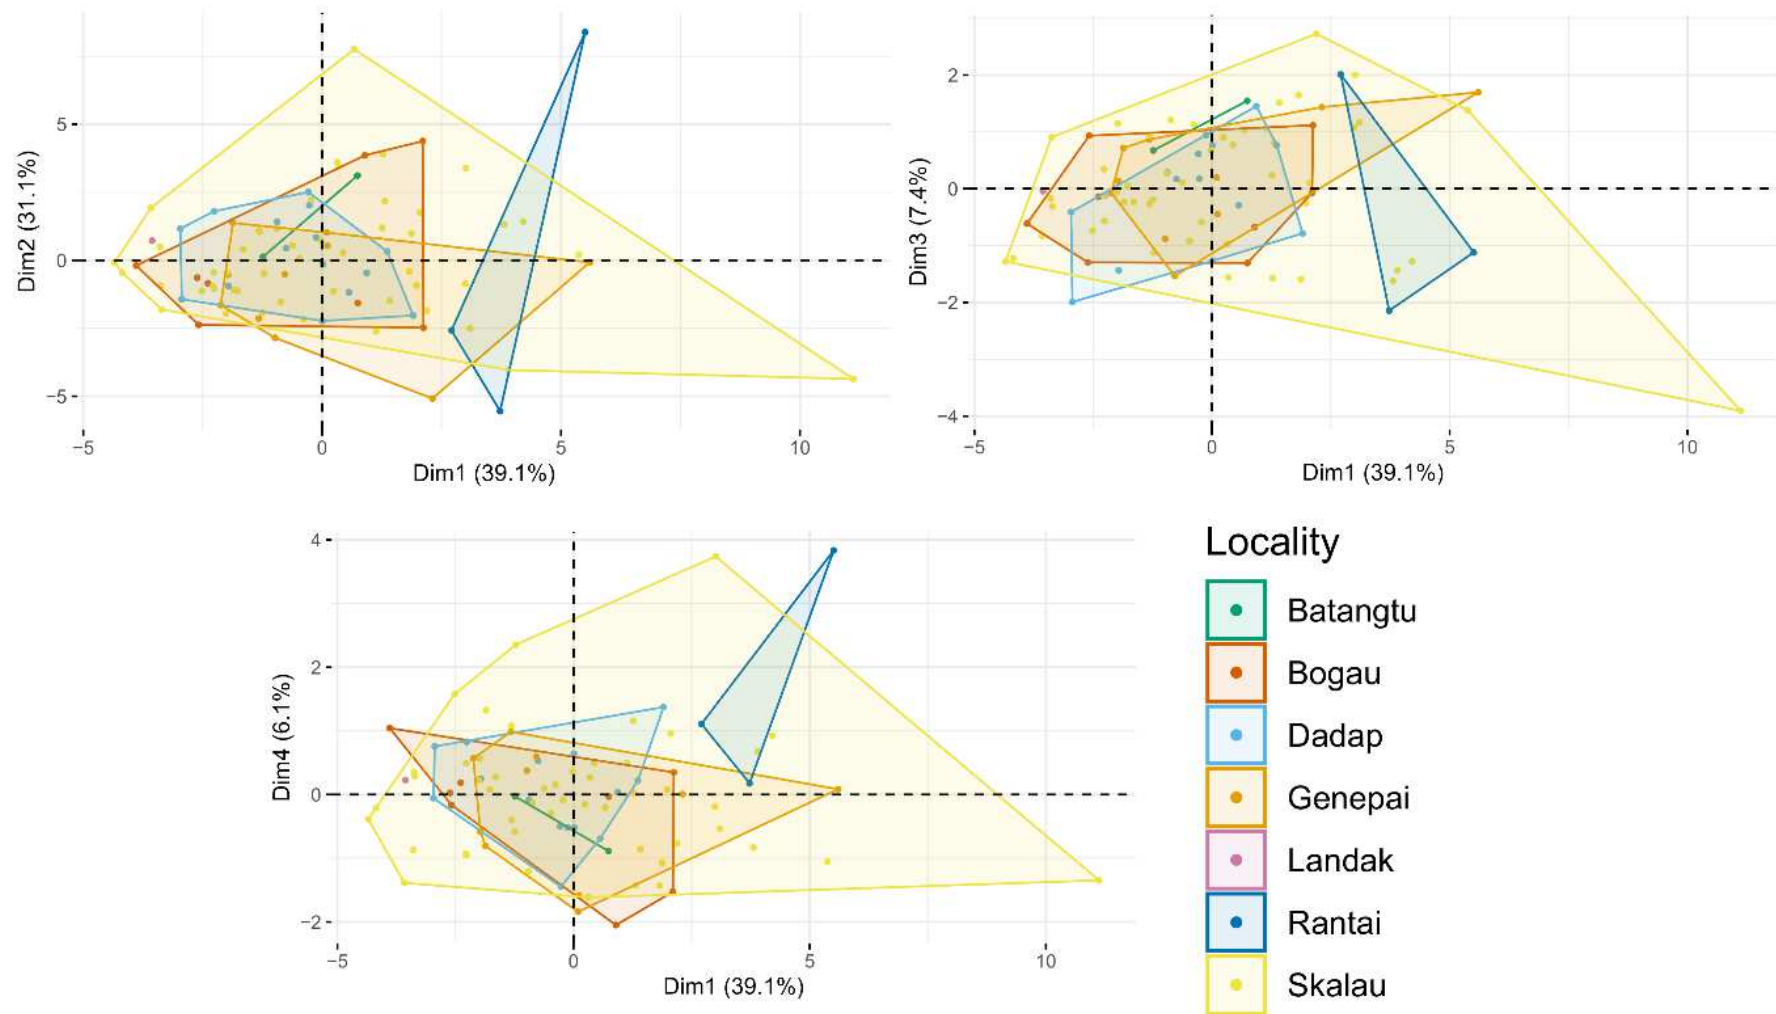 5
0
−5
−5
0
5
10
Dim2 (31.1%)
Dim1 (39.1%)
2
0
−2
−4
−5
0
5
10
Dim3 (7.4%)
Dim1 (39.1%)
4
2
0
−2
−5
0
5
10
Dim4 (6.1%)
Dim1 (39.1%)
Locality
Batangtu
Bogau
Dadap
Genepai
Landak
Rantai
Skalau